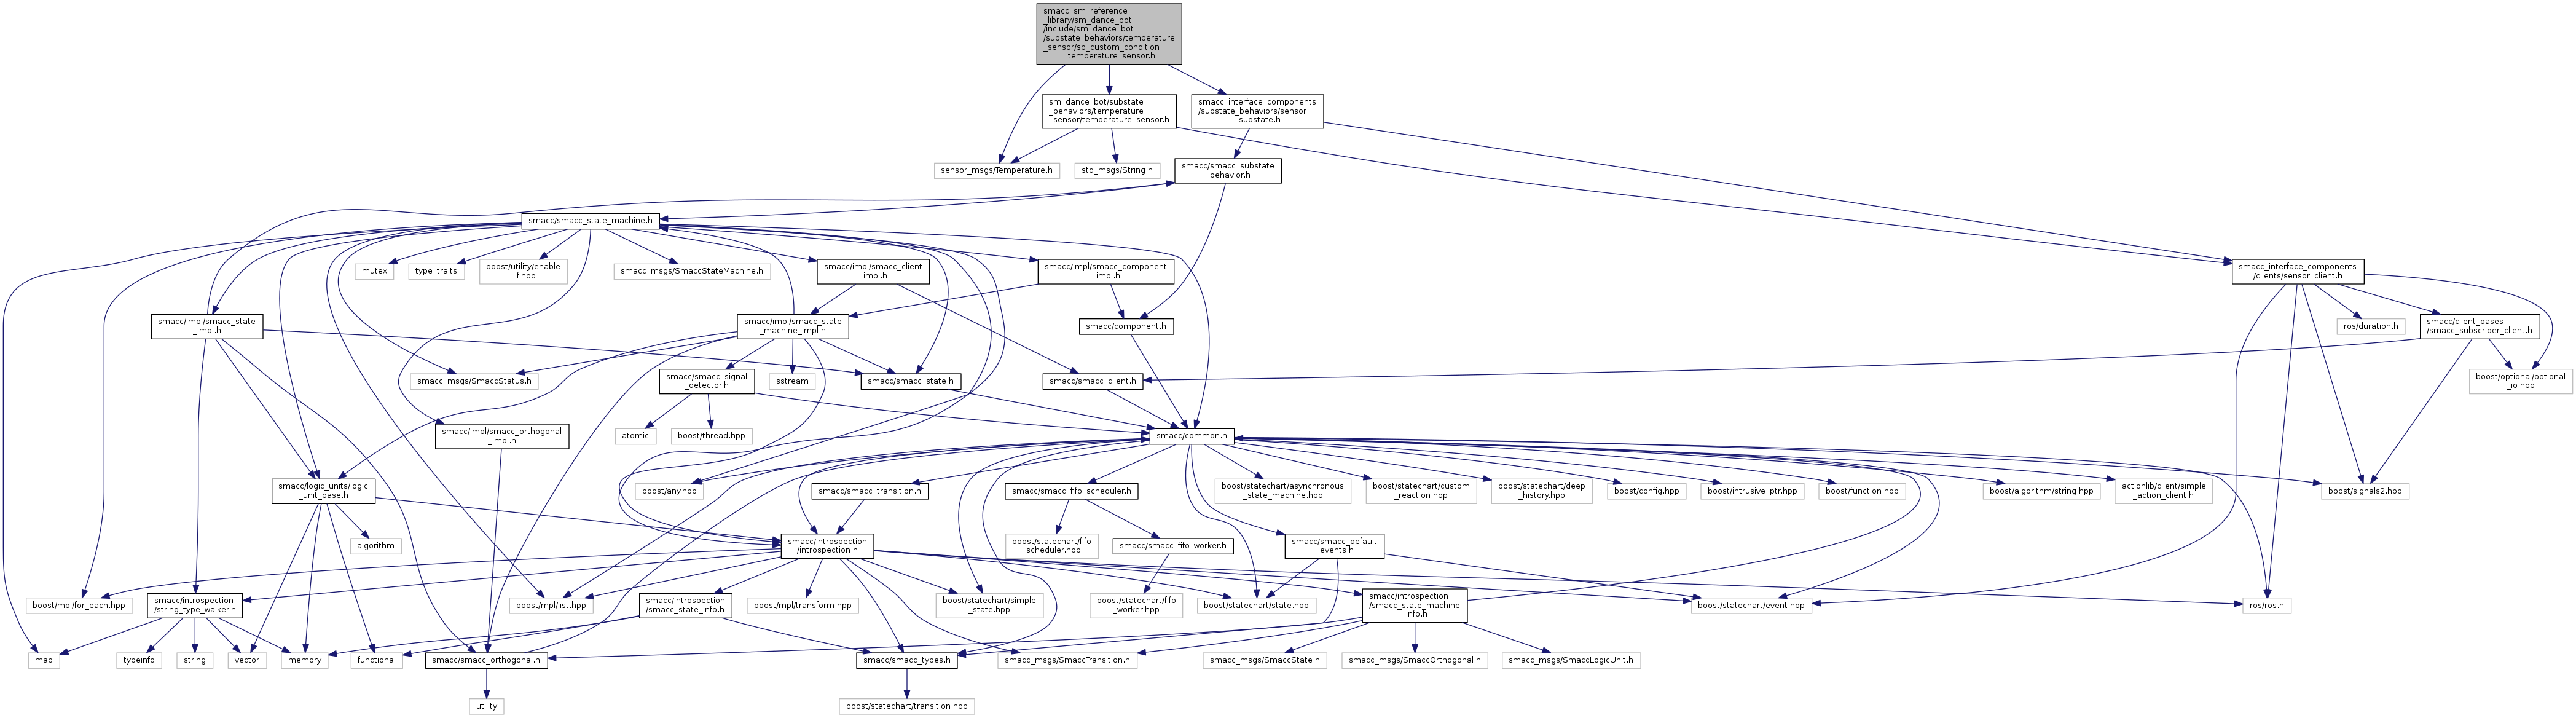 smacc_sm_reference
_library/sm_dance_bot
/include/sm_dance_bot
/substate_behaviors/temperature
_sensor/sb_custom_condition
_temperature_sensor.h
sm_dance_bot/substate
_behaviors/temperature
_sensor/temperature_sensor.h
smacc_interface_components
/substate_behaviors/sensor
_substate.h
sensor_msgs/Temperature.h
std_msgs/String.h
smacc/smacc_substate
_behavior.h
smacc/smacc_state_machine.h
mutex
type_traits
boost/utility/enable
_if.hpp
smacc_msgs/SmaccStateMachine.h
smacc/impl/smacc_client
_impl.h
smacc/impl/smacc_component
_impl.h
smacc_interface_components
/clients/sensor_client.h
smacc/impl/smacc_state
_impl.h
smacc/impl/smacc_state
_machine_impl.h
smacc/component.h
ros/duration.h
smacc/client_bases
/smacc_subscriber_client.h
smacc_msgs/SmaccStatus.h
smacc/smacc_signal
_detector.h
sstream
smacc/smacc_state.h
smacc/smacc_client.h
boost/optional/optional
_io.hpp
smacc/impl/smacc_orthogonal
_impl.h
atomic
boost/thread.hpp
smacc/common.h
smacc/logic_units/logic
_unit_base.h
boost/any.hpp
smacc/smacc_transition.h
smacc/smacc_fifo_scheduler.h
boost/statechart/asynchronous
_state_machine.hpp
boost/statechart/custom
_reaction.hpp
boost/statechart/deep
_history.hpp
boost/config.hpp
boost/intrusive_ptr.hpp
boost/function.hpp
boost/algorithm/string.hpp
actionlib/client/simple
_action_client.h
boost/signals2.hpp
algorithm
smacc/introspection
/introspection.h
boost/statechart/fifo
_scheduler.hpp
smacc/smacc_fifo_worker.h
smacc/smacc_default
_events.h
boost/mpl/for_each.hpp
smacc/introspection
/string_type_walker.h
boost/mpl/list.hpp
smacc/introspection
/smacc_state_info.h
boost/mpl/transform.hpp
boost/statechart/simple
_state.hpp
boost/statechart/fifo
_worker.hpp
boost/statechart/state.hpp
smacc/introspection
/smacc_state_machine
_info.h
boost/statechart/event.hpp
ros/ros.h
map
typeinfo
string
vector
memory
functional
smacc/smacc_orthogonal.h
smacc/smacc_types.h
smacc_msgs/SmaccTransition.h
smacc_msgs/SmaccState.h
smacc_msgs/SmaccOrthogonal.h
smacc_msgs/SmaccLogicUnit.h
utility
boost/statechart/transition.hpp